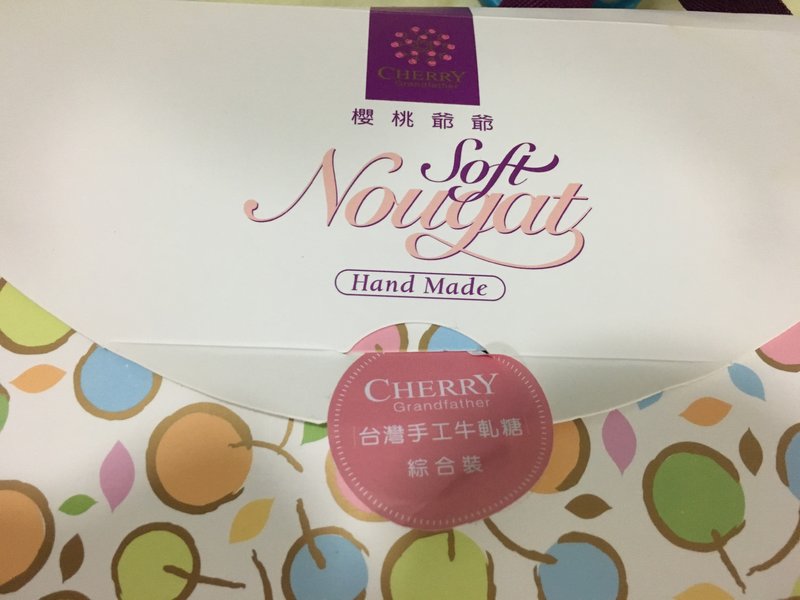 CHERRY
Grandfather
櫻桃爺爺
Soft
Nougat
Hand Made
CHERRY
Grandfather
台灣手工牛軋糖
綜合裝